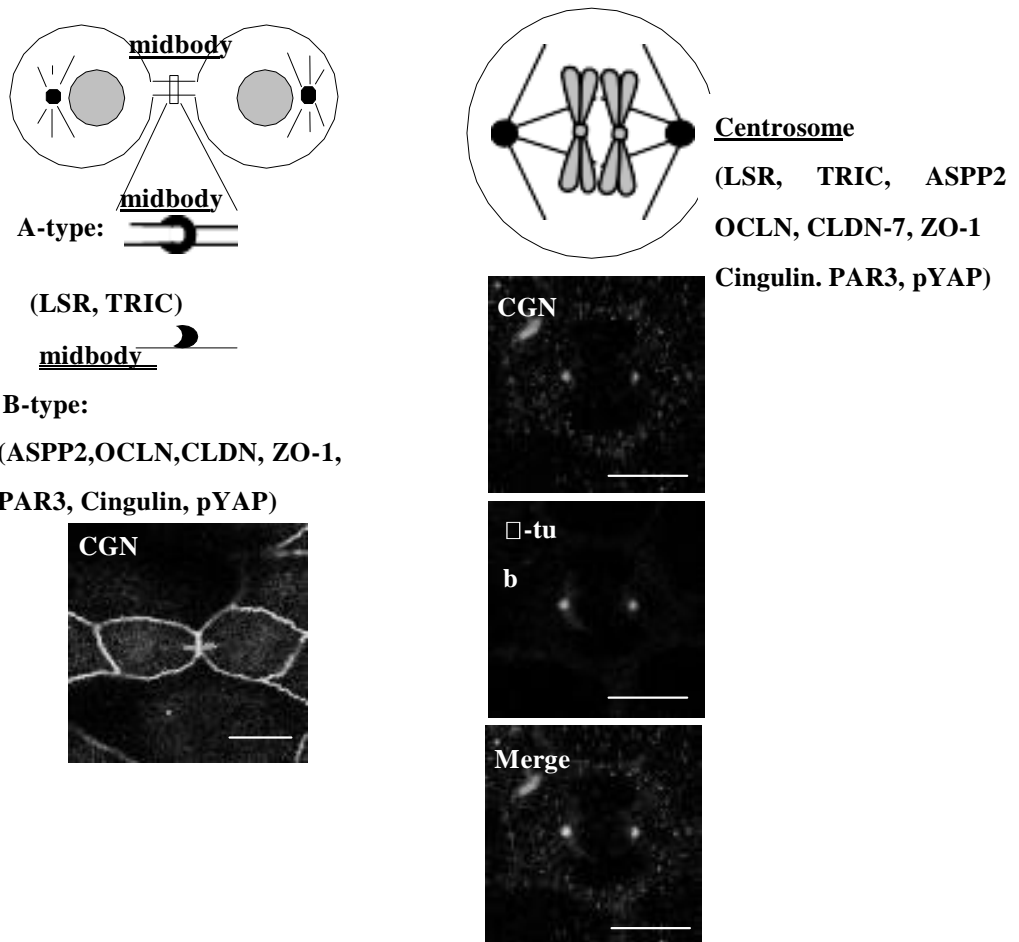 midbody
midbody
A-type:
(LSR, TRIC)
midbody
B-type:
(ASPP2,OCLN,CLDN, ZO-1,
PAR3, Cingulin, pYAP)
CGN
Centrosome
(LSR, TRIC, ASPP2
OCLN, CLDN-7, ZO-1
Cingulin. PAR3, pYAP)
CGN
□-tu
b
Merge